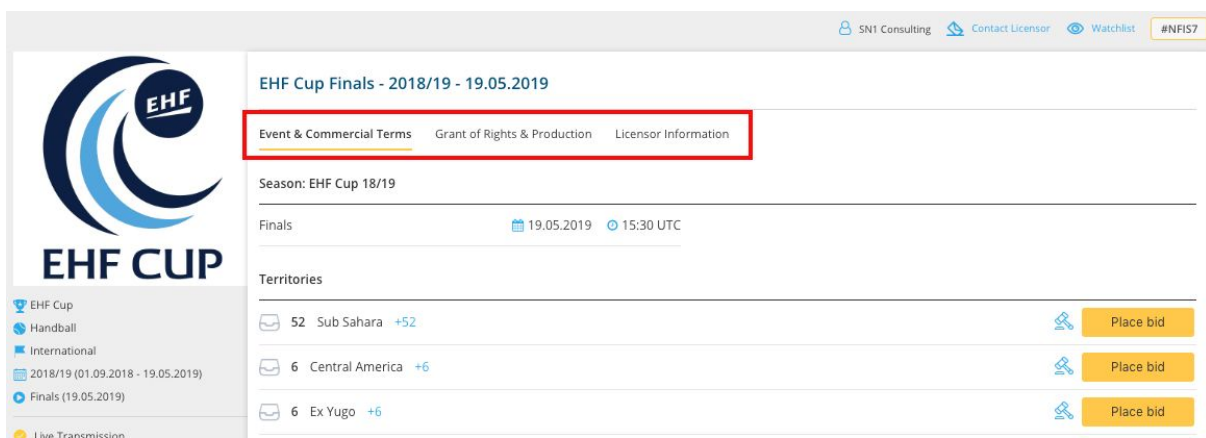 SN1 Consulting Contact Licensor Watchlist #NFIS7
EHF
EHF CUP
EHF Cup
Handball
International
2018/19 (01.09.2018 - 19.05.2019)
Finals (19.05.2019)
Live Transmission
EHF Cup Finals - 2018/19 - 19.05.2019
Event & Commercial Terms Grant of Rights & Production Licensor Information
Season: EHF Cup 18/19
Finals 19.05.2019 15:30 UTC
Territories
52 Sub Sahara +52 Place bid
6 Central America +6 Place bid
6 Ex Yugo +6 Place bid